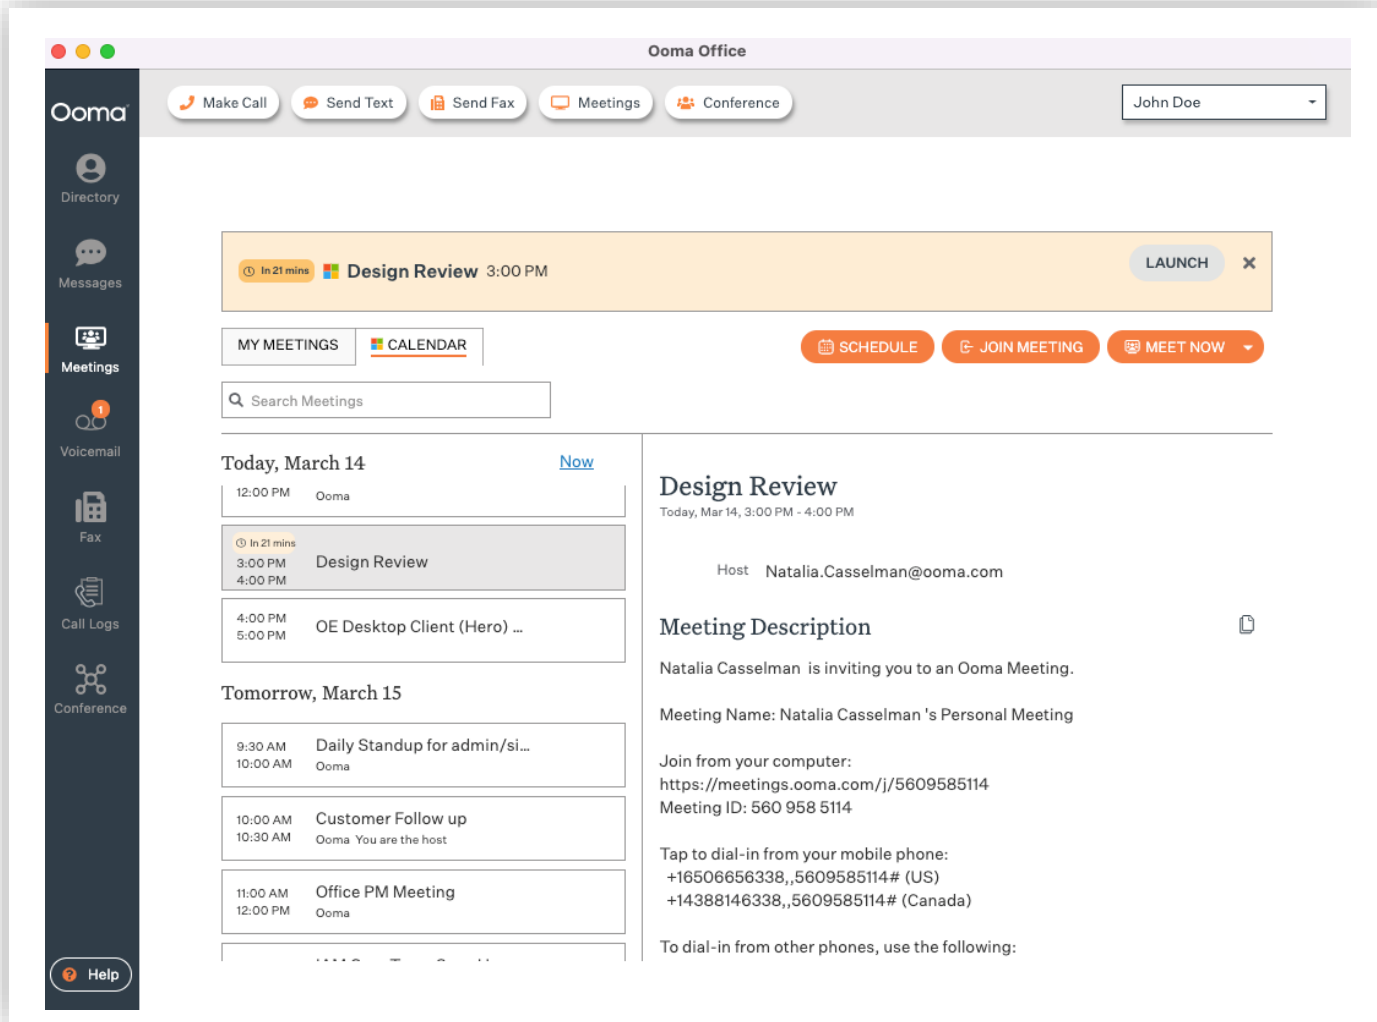 Ooma Office
Ooma
Make Call
Send Text
Send Fax
Meetings
Conference
John Doe
Directory
Messages
Meetings
1
Voicemail
Fax
Call Logs
Conference
Help
In 21 mins
Design Review 3:00 PM
LAUNCH
MY MEETINGS
CALENDAR
SCHEDULE
JOIN MEETING
MEET NOW
Search Meetings
Today, March 14
Now
12:00 PM
Ooma
In 21 mins
3:00 PM
4:00 PM
Design Review
4:00 PM
5:00 PM
OE Desktop Client (Hero) ...
Tomorrow, March 15
9:30 AM
10:00 AM
Daily Standup for admin/si...
Ooma
10:00 AM
10:30 AM
Customer Follow up
Ooma You are the host
11:00 AM
12:00 PM
Office PM Meeting
Ooma
Design Review
Today, Mar 14, 3:00 PM - 4:00 PM
Host Natalia.Casselman@ooma.com
Meeting Description
Natalia Casselman is inviting you to an Ooma Meeting.
Meeting Name: Natalia Casselman 's Personal Meeting
Join from your computer:
https://meetings.ooma.com/j/5609585114
Meeting ID: 560 958 5114
Tap to dial-in from your mobile phone:
+16506656338,,5609585114# (US)
+14388146338,,5609585114# (Canada)
To dial-in from other phones, use the following: